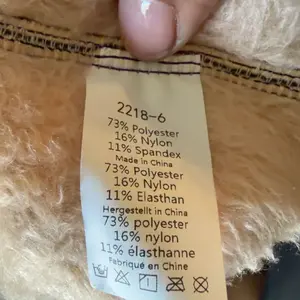 2218-6
73% Polyester
16% Nylon
11% Spandex
Made in China
73% Polyester
16% Nylon
11% Elasthan
Hergestellt in China
73% polyester
16% nylon
11% élasthanne
Fabriqué en Chine